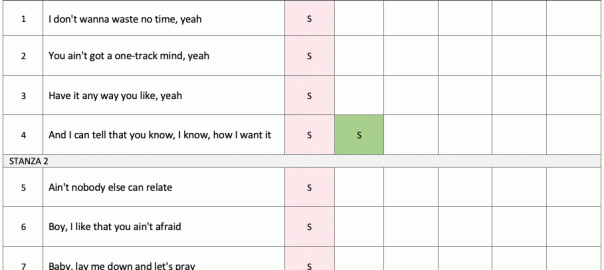 1 I don't wanna waste no time, yeah S
2 You ain't got a one-track mind, yeah S
3 Have it any way you like, yeah S
4 And I can tell that you know, I know, how I want it S S
STANZA 2
5 Ain't nobody else can relate S
6 Boy, I like that you ain't afraid S
7 Baby, lay me down and let's pray S